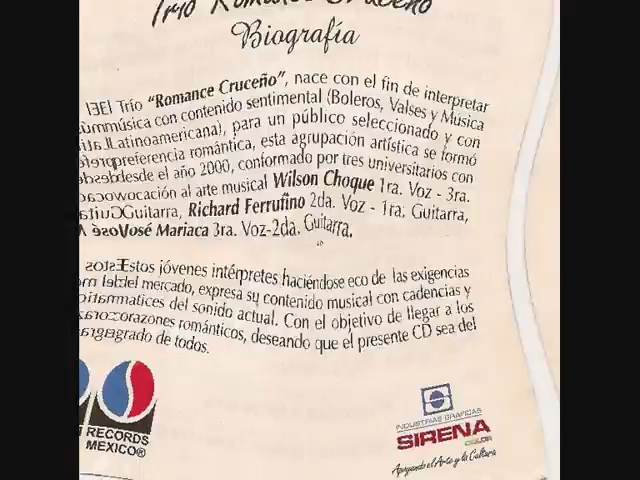 Trío Romance Cruceño
Biografía
El Trío "Romance Cruceño", nace con el fin de interpretar
música con contenido sentimental (Boleros, Valses y Música
Latinoamericana), para un público seleccionado y con
preferencia romántica, esta agrupación artística se formó
desde el año 2000, conformado por tres universitarios con
vocación al arte musical Wilson Choque 1ra. Voz - 3ra.
Guitarra, Richard Ferrufino 2da. Voz - 1ra. Guitarra,
José Mariaca 3ra. Voz-2da. Guitarra.
Estos jóvenes intérpretes haciéndose eco de las exigencias
del mercado, expresa su contenido musical con cadencias y
matices del sonido actual. Con el objetivo de llegar a los
corazones románticos, deseando que el presente CD sea del
agrado de todos.
RECORDS
MEXICO®
INDUSTRIAS GRAFICAS
SIRENA
COLOR
Apoyando el Arte y la Cultura